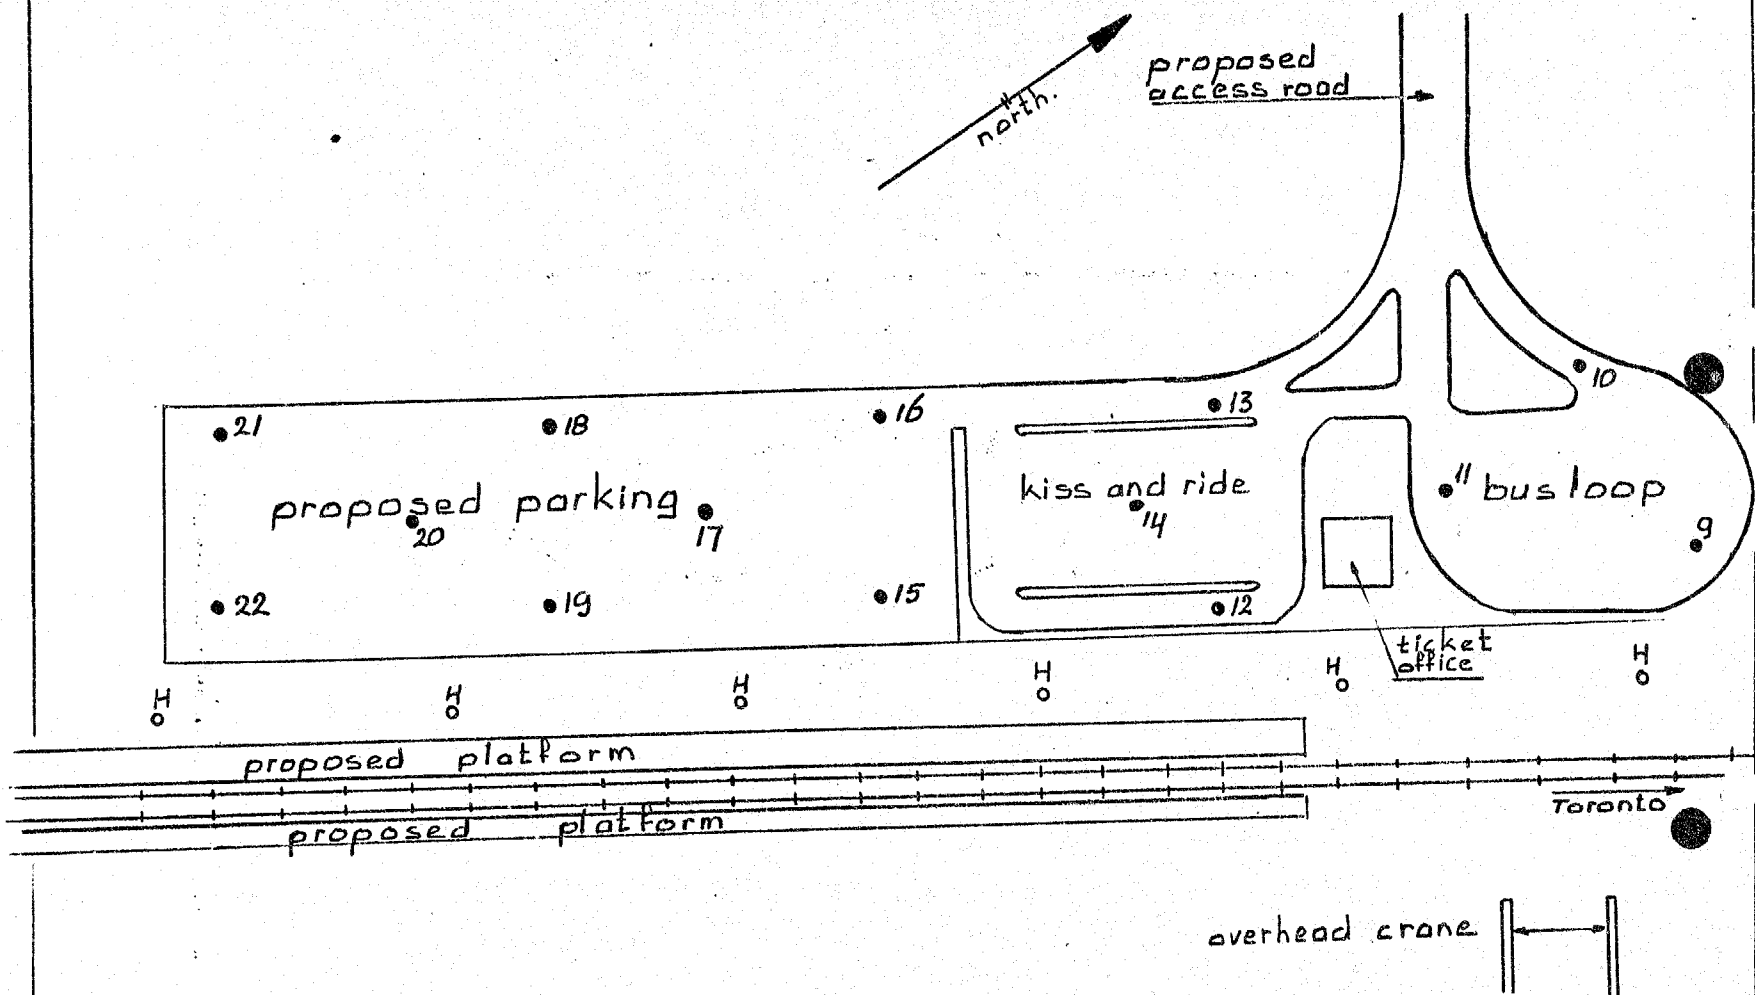 proposed
access road
north.
10
21
18
16
13
proposed parking
kiss and ride
11
bus loop
20
17
14
9
22
19
15
12
ticket
office
H
H
H
H
H
H
proposed platform
proposed platform
Toronto
overhead crane